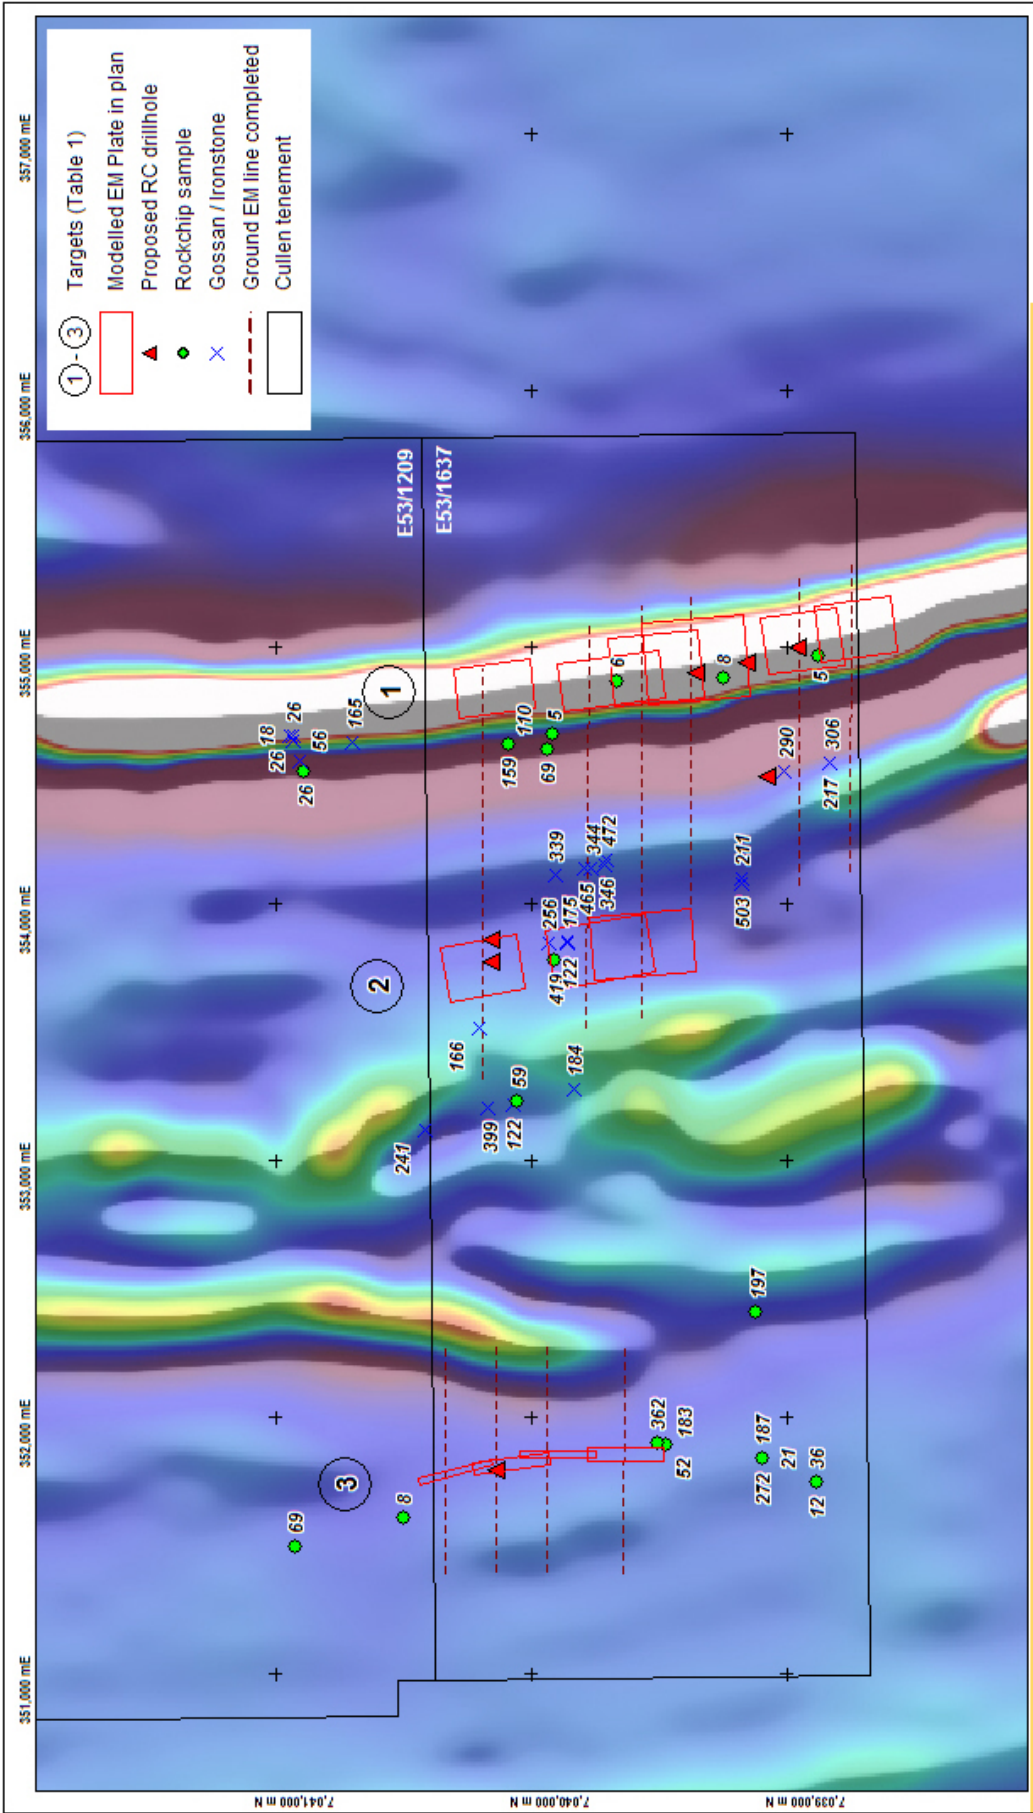 351,000 mE
352,000 mE
353,000 mE
354,000 mE
355,000 mE
356,000 mE
357,000 mE
7,041,000 m N
7,040,000 m N
7,039,000 m N
1 - 3 Targets (Table 1)
Modelled EM Plate in plan
Proposed RC drillhole
Rockchip sample
Gossan / Ironstone
Ground EM line completed
Cullen tenement
E53/1209
E53/1637
1
2
3
18
26
26
56
26
165
159
110
5
69
6
8
5
290
306
217
339
344
472
465
346
211
503
256
175
419
122
166
184
59
399
122
241
197
362
183
52
187
272
21
36
12
8
69